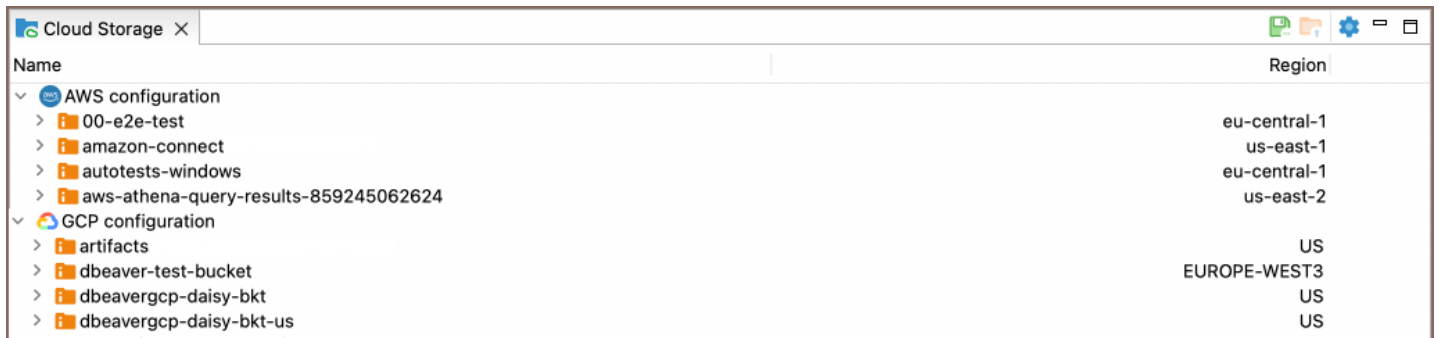 Cloud Storage
Name Region
AWS configuration
00-e2e-test eu-central-1
amazon-connect us-east-1
autotests-windows eu-central-1
aws-athena-query-results-859245062624 us-east-2
GCP configuration
artifacts US
dbeaver-test-bucket EUROPE-WEST3
dbeavergcp-daisy-bkt US
dbeavergcp-daisy-bkt-us US